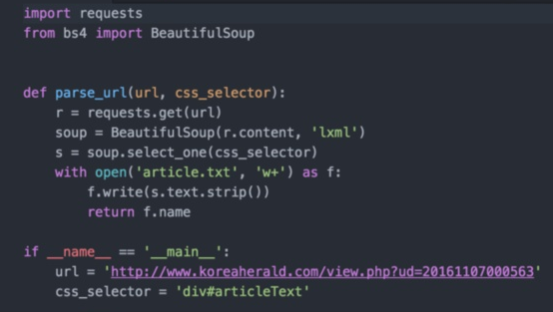 import requests
from bs4 import BeautifulSoup
def parse_url(url, css_selector):
    r = requests.get(url)
    soup = BeautifulSoup(r.content, 'lxml')
    s = soup.select_one(css_selector)
    with open('article.txt', 'w+') as f:
        f.write(s.text.strip())
        return f.name
if __name__ == '__main__':
    url = 'http://www.koreaherald.com/view.php?ud=20161107000563'
    css_selector = 'div#articleText'